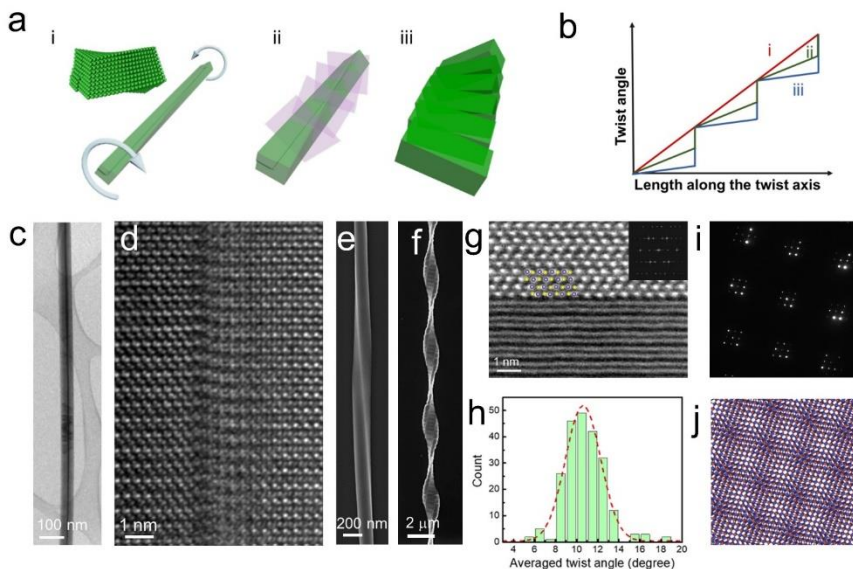 a
i
ii
iii
b
Twist angle
i
ii
iii
Length along the twist axis
c
100 nm
d
1 nm
e
200 nm
f
2 μm
g
1 nm
h
Count
50
40
30
20
10
0
4 6 8 10 12 14 16 18 20
Averaged twist angle (degree)
i
j